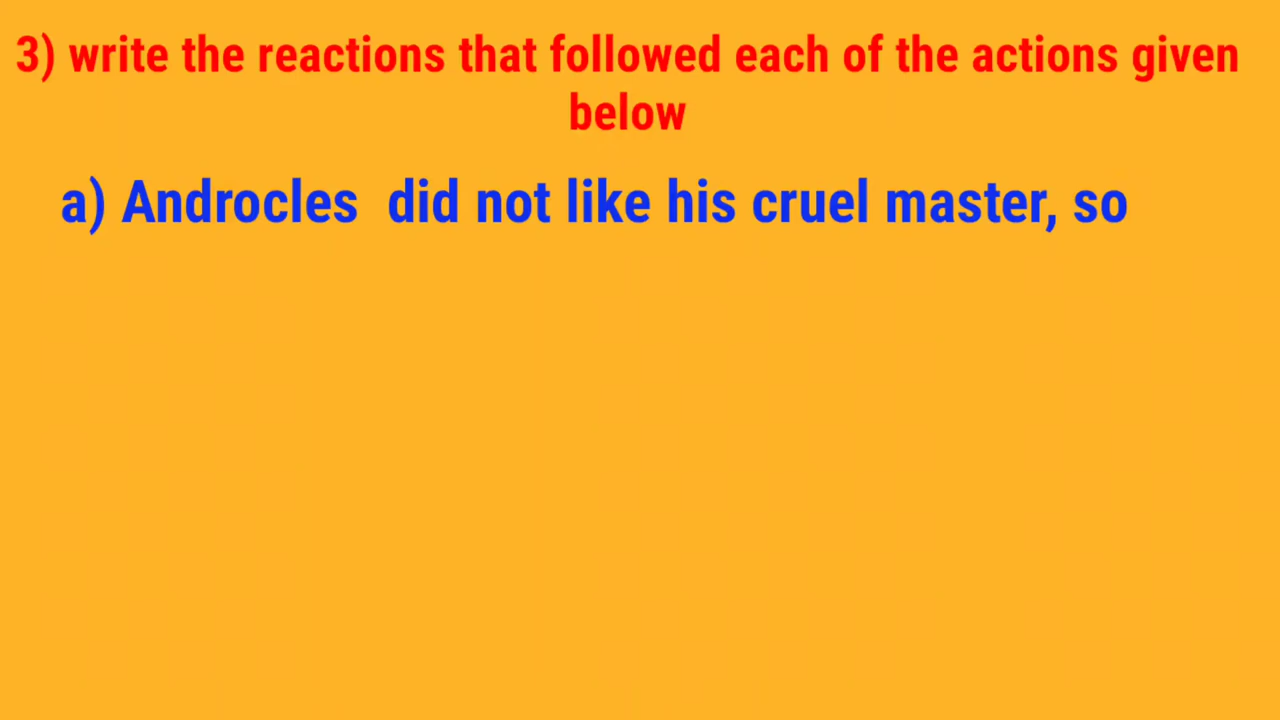 3) write the reactions that followed each of the actions given
below
a) Androcles did not like his cruel master, so